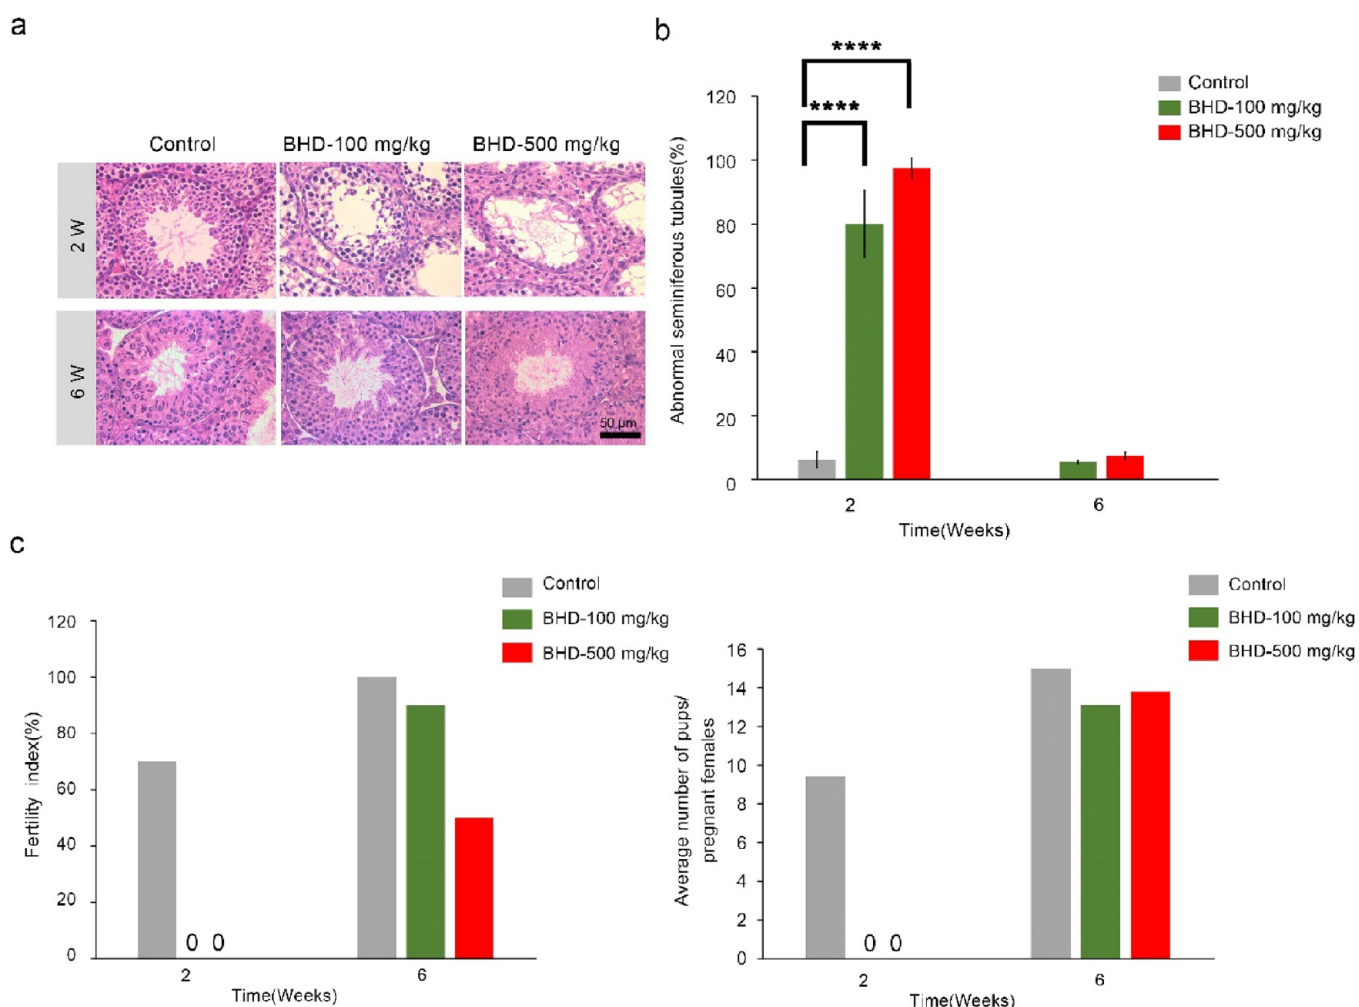 a
Control BHD-100 mg/kg BHD-500 mg/kg
2 W
6 W
50 µm
b
****
****
Control
BHD-100 mg/kg
BHD-500 mg/kg
Abnormal seminiferous tubules(%)
120
100
80
60
40
20
0
2 6
Time(Weeks)
c
Control
BHD-100 mg/kg
BHD-500 mg/kg
Fertility index(%)
120
100
80
60
40
20
0
0 0
2 6
Time(Weeks)
Control
BHD-100 mg/kg
BHD-500 mg/kg
Average number of pups/
pregnant females
16
14
12
10
8
6
4
2
0
0 0
2 6
Time(Weeks)